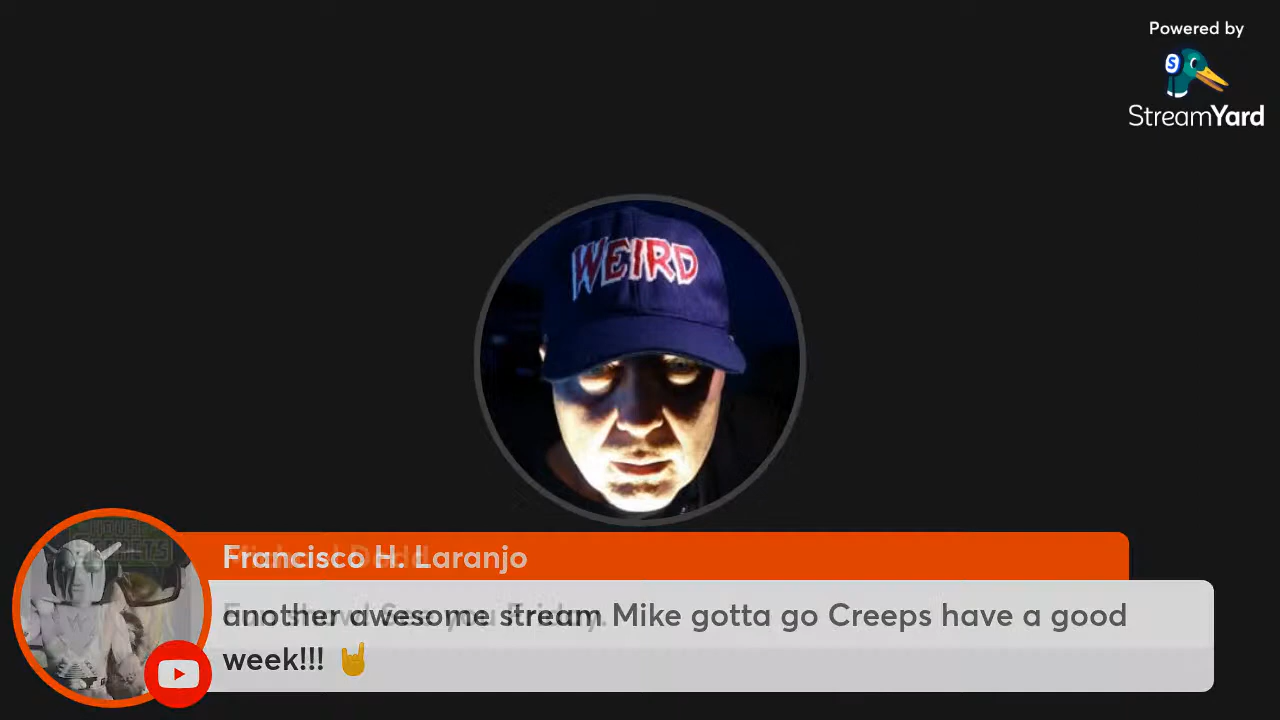 Powered by
S
StreamYard
WEIRD
Francisco H. Laranjo
another awesome stream Mike gotta go Creeps have a good
week!!! 🤘